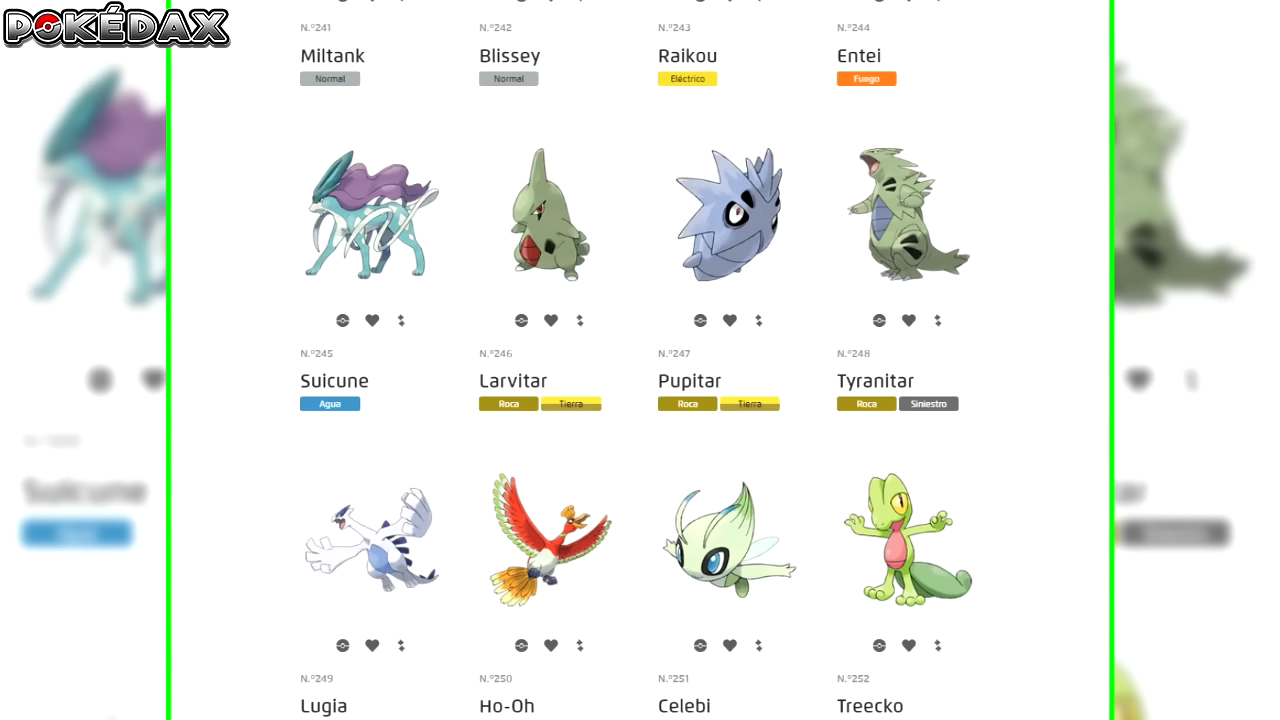 POKÉDAX
N.º241
N.º242
N.º243
N.º244
Miltank
Blissey
Raikou
Entei
Normal
Normal
Eléctrico
Fuego
N.º245
N.º246
N.º247
N.º248
Suicune
Larvitar
Pupitar
Tyranitar
Agua
Roca
Tierra
Roca
Tierra
Roca
Siniestro
Suicune
N.º249
N.º250
N.º251
N.º252
Lugia
Ho-Oh
Celebi
Treecko